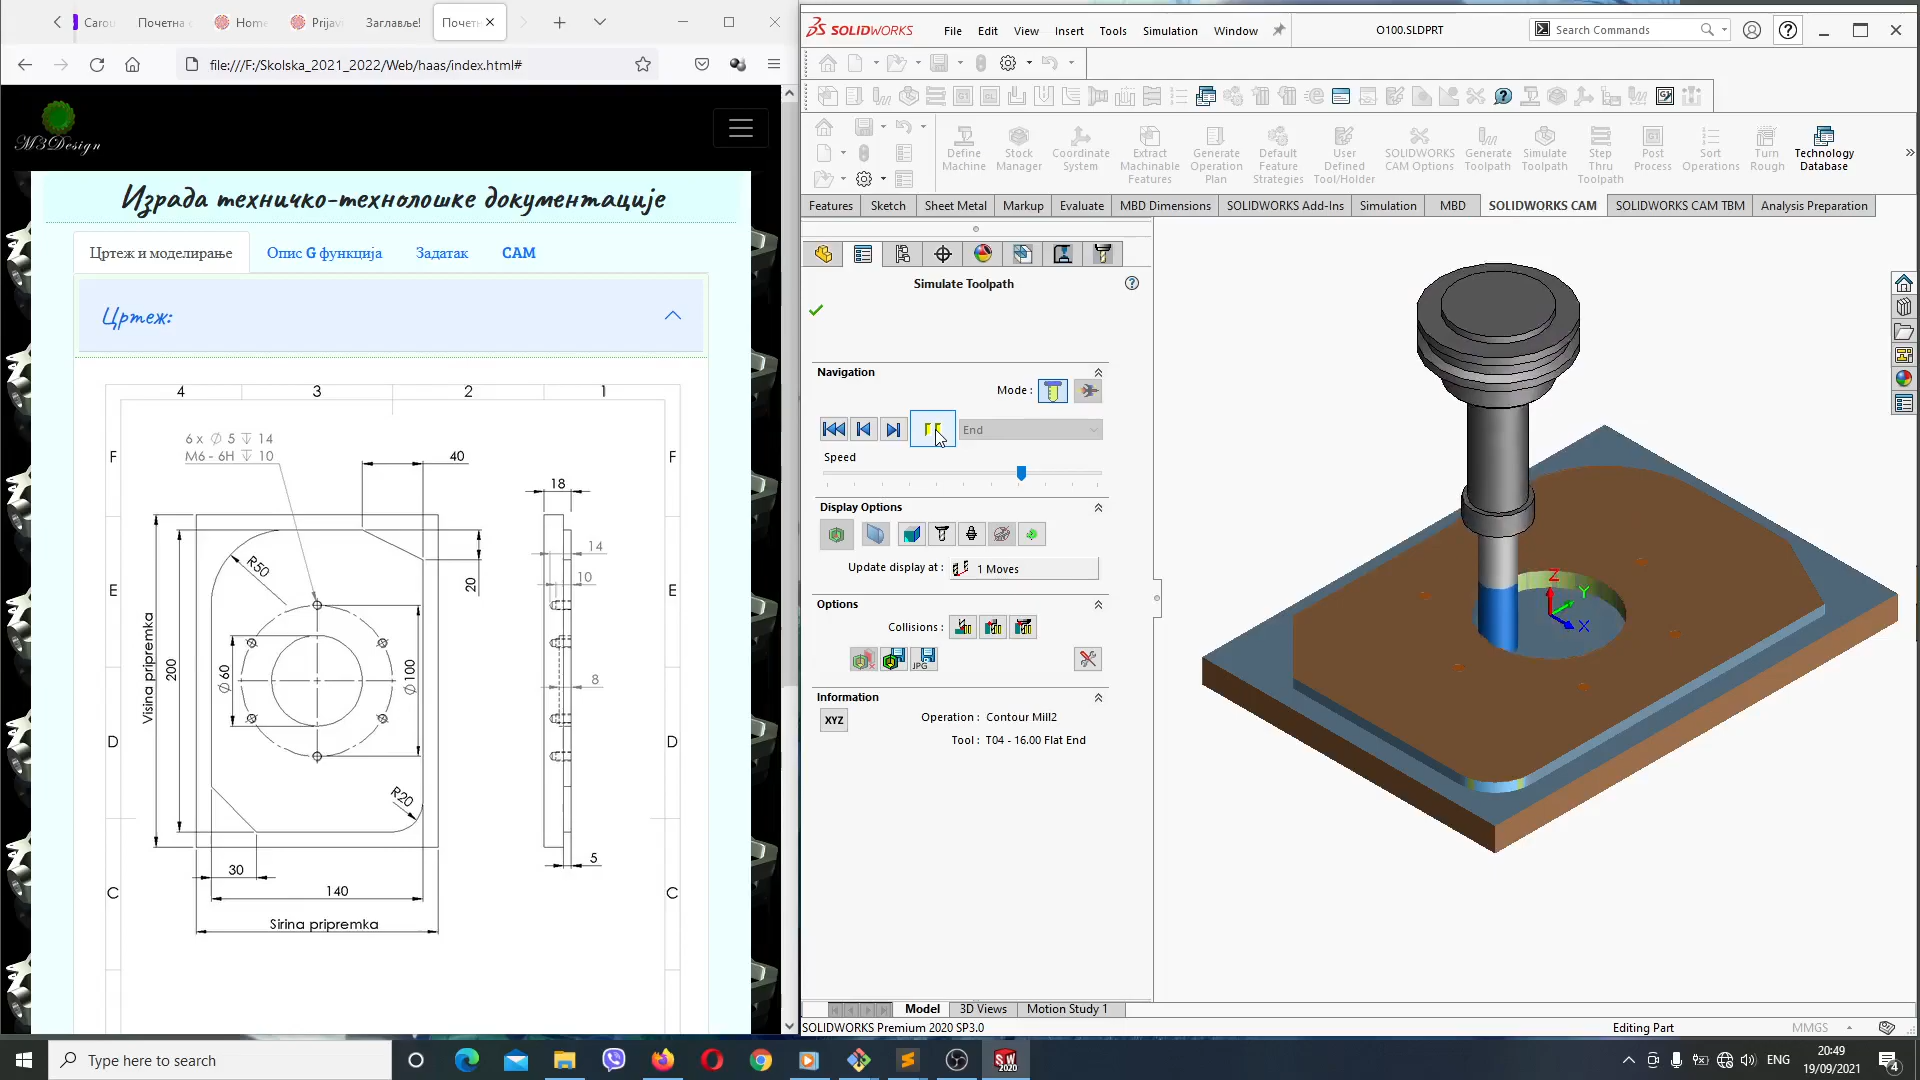 Carou
Почетна
Home
Prijav
Заглавље!
Почетн
file:///F:/Skolska_2021_2022/Web/haas/index.html#
M3Design
Израда техничко-технолошке документације
Цртеж и моделирање
Опис G функција
Задатак
CAM
Цртеж:
4 3 2 1
6 x Ø 5 ↧ 14
M6 - 6H ↧ 10
F
40
18
F
R50
14
10
20
E
E
Visina pripremka
200
Ø 60
Ø 100
8
D
D
R20
5
30
C
140
C
Sirina pripremka
SOLIDWORKS
File Edit View Insert Tools Simulation Window
O100.SLDPRT
Search Commands
Define Machine
Stock Manager
Coordinate System
Extract Machinable Features
Generate Operation Plan
Default Feature Strategies
User Defined Tool/Holder
SOLIDWORKS CAM Options
Generate Toolpath
Simulate Toolpath
Step Thru Toolpath
Post Process
Sort Operations
Turn Rough
Technology Database
Features Sketch Sheet Metal Markup Evaluate MBD Dimensions SOLIDWORKS Add-Ins Simulation MBD SOLIDWORKS CAM SOLIDWORKS CAM TBM Analysis Preparation
Simulate Toolpath
Navigation
Mode :
End
Speed
Display Options
Update display at : 1 Moves
Options
Collisions :
JPG
Information
XYZ
Operation : Contour Mill2
Tool : T04 - 16.00 Flat End
Z
Y
X
Model 3D Views Motion Study 1
SOLIDWORKS Premium 2020 SP3.0
Editing Part
MMGS
Type here to search
SW 2020
ENG
20:49
19/09/2021
4